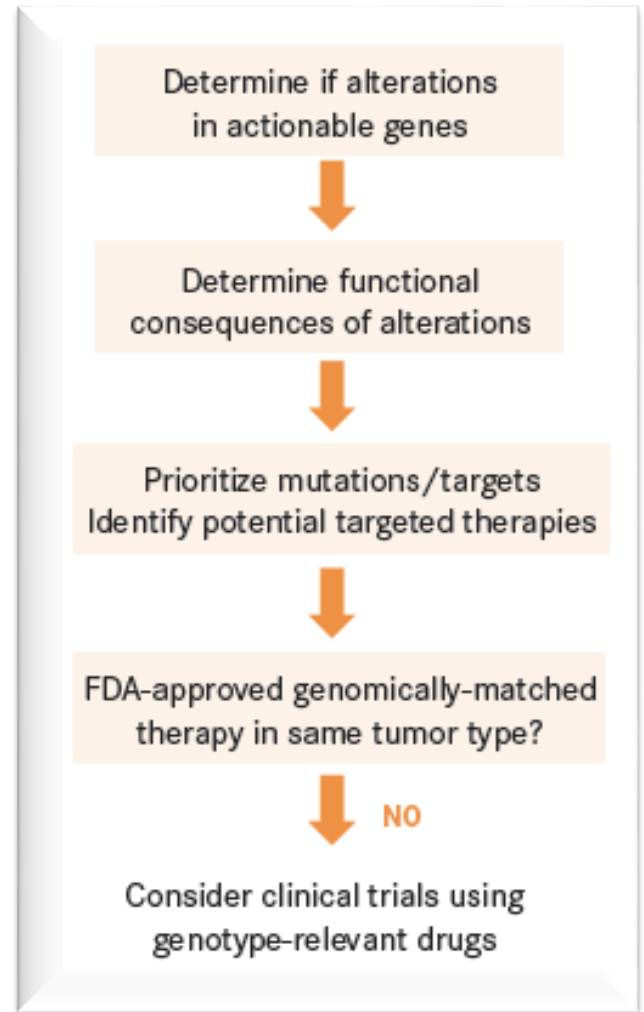 Determine if alterations
in actionable genes
Determine functional
consequences of alterations
Prioritize mutations/targets
Identify potential targeted therapies
FDA-approved genomically-matched
therapy in same tumor type?
NO
Consider clinical trials using
genotype-relevant drugs